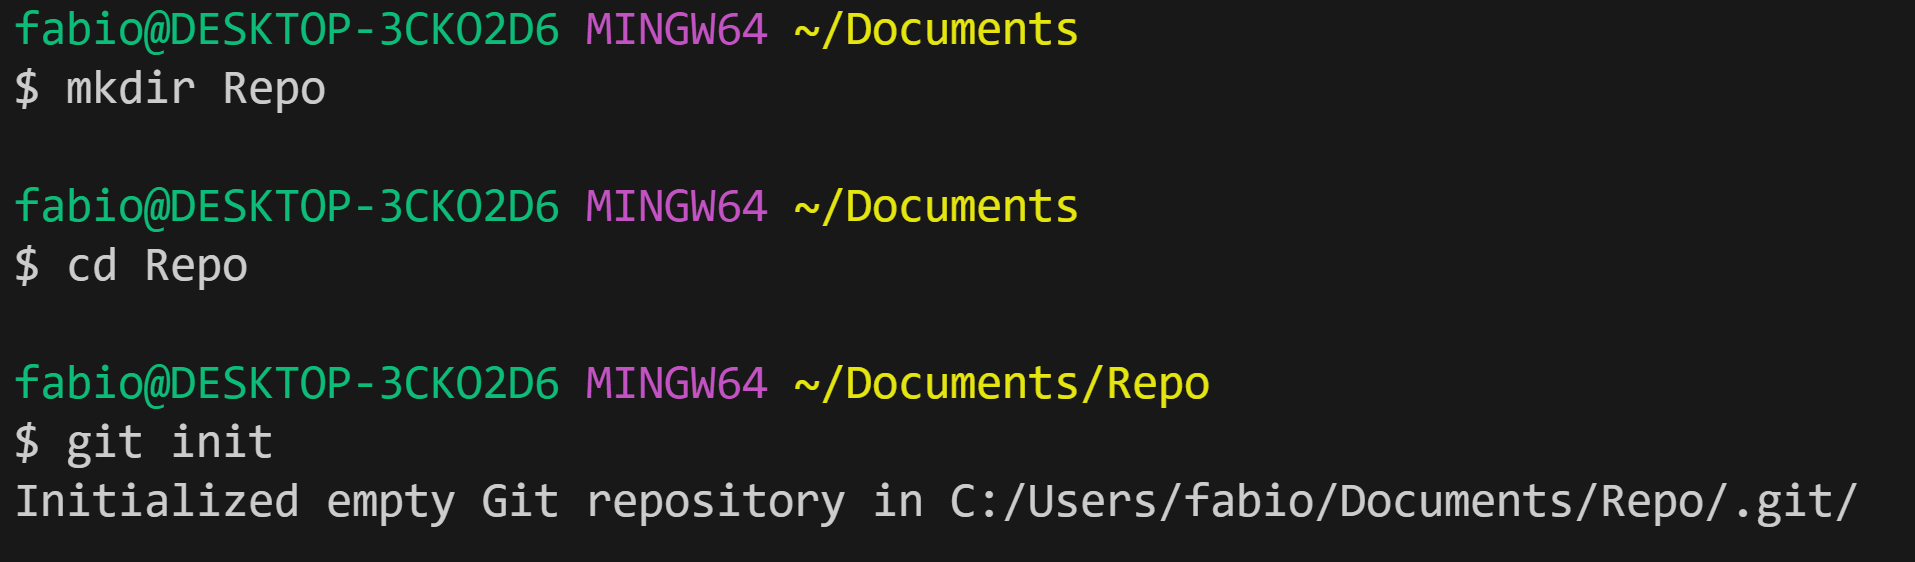 fabio@DESKTOP-3CKO2D6 MINGW64 ~/Documents
$ mkdir Repo
fabio@DESKTOP-3CKO2D6 MINGW64 ~/Documents
$ cd Repo
fabio@DESKTOP-3CKO2D6 MINGW64 ~/Documents/Repo
$ git init
Initialized empty Git repository in C:/Users/fabio/Documents/Repo/.git/